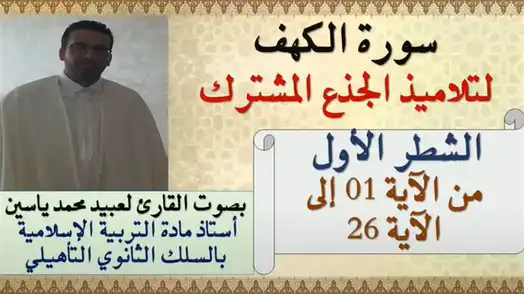 سورة الكهف
لتلاميذ الجذع المشترك
الشطر الأول
من الآية 01 إلى
الآية 26
بصوت القارئ لعبيد محمد ياسين
أستاذ مادة التربية الإسلامية
بالسلك الثانوي التأهيلي